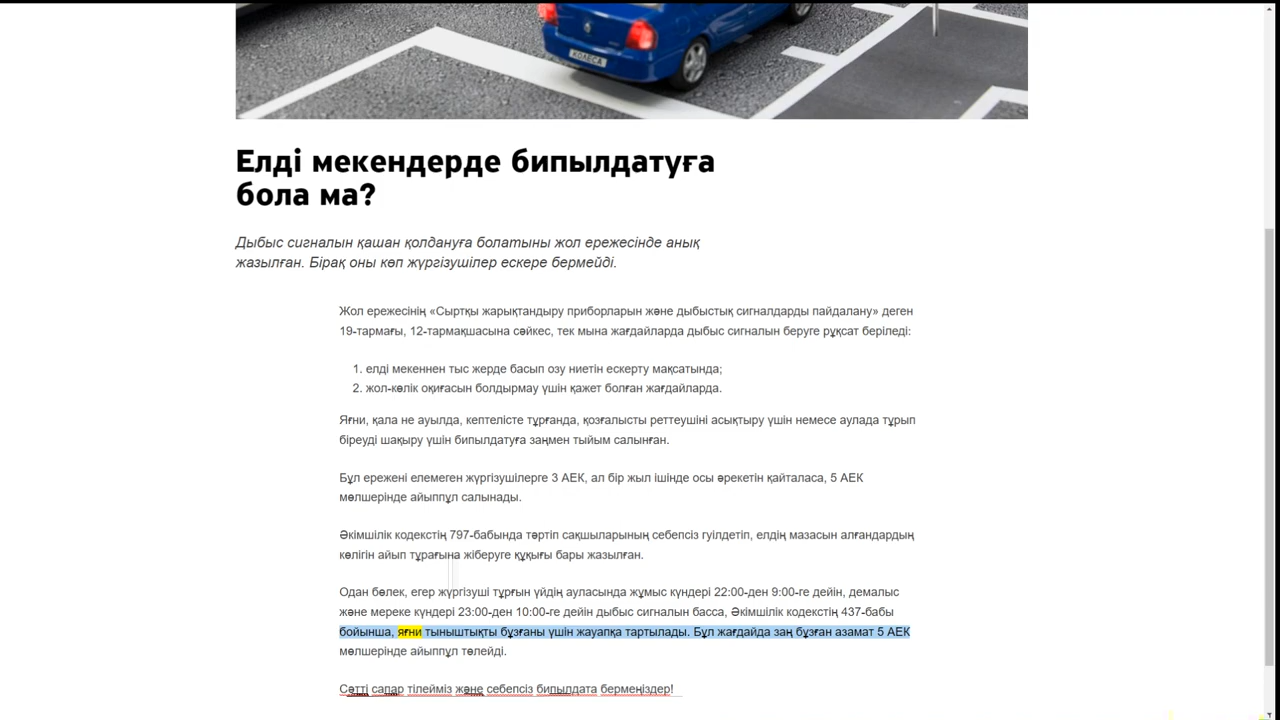 КОЛЕСА
Елді мекендерде бипылдатуға
бола ма?
Дыбыс сигналын қашан қолдануға болатыны жол ережесінде анық
жазылған. Бірақ оны көп жүргізушілер ескере бермейді.
Жол ережесінің «Сыртқы жарықтандыру приборларын және дыбыстық сигналдарды пайдалану» деген
19-тармағы, 12-тармақшасына сәйкес, тек мына жағдайларда дыбыс сигналын беруге рұқсат беріледі:
1. елді мекеннен тыс жерде басып озу ниетін ескерту мақсатында;
2. жол-көлік оқиғасын болдырмау үшін қажет болған жағдайларда.
Яғни, қала не ауылда, кептелісте тұрғанда, қозғалысты реттеушіні асықтыру үшін немесе аулада тұрып
біреуді шақыру үшін бипылдатуға заңмен тыйым салынған.
Бұл ережені елемеген жүргізушілерге 3 АЕК, ал бір жыл ішінде осы әрекетін қайталаса, 5 АЕК
мөлшерінде айыппұл салынады.
Әкімшілік кодекстің 797-бабында тәртіп сақшыларының себепсіз гуілдетіп, елдің мазасын алғандардың
көлігін айып тұрағына жіберуге құқығы бары жазылған.
Одан бөлек, егер жүргізуші тұрғын үйдің ауласында жұмыс күндері 22:00-ден 9:00-ге дейін, демалыс
және мереке күндері 23:00-ден 10:00-ге дейін дыбыс сигналын басса, Әкімшілік кодекстің 437-бабы
бойынша, яғни тыныштықты бұзғаны үшін жауапқа тартылады. Бұл жағдайда заң бұзған азамат 5 АЕК
мөлшерінде айыппұл төлейді.
Сәтті сапар тілейміз және себепсіз бипылдата бермеңіздер!